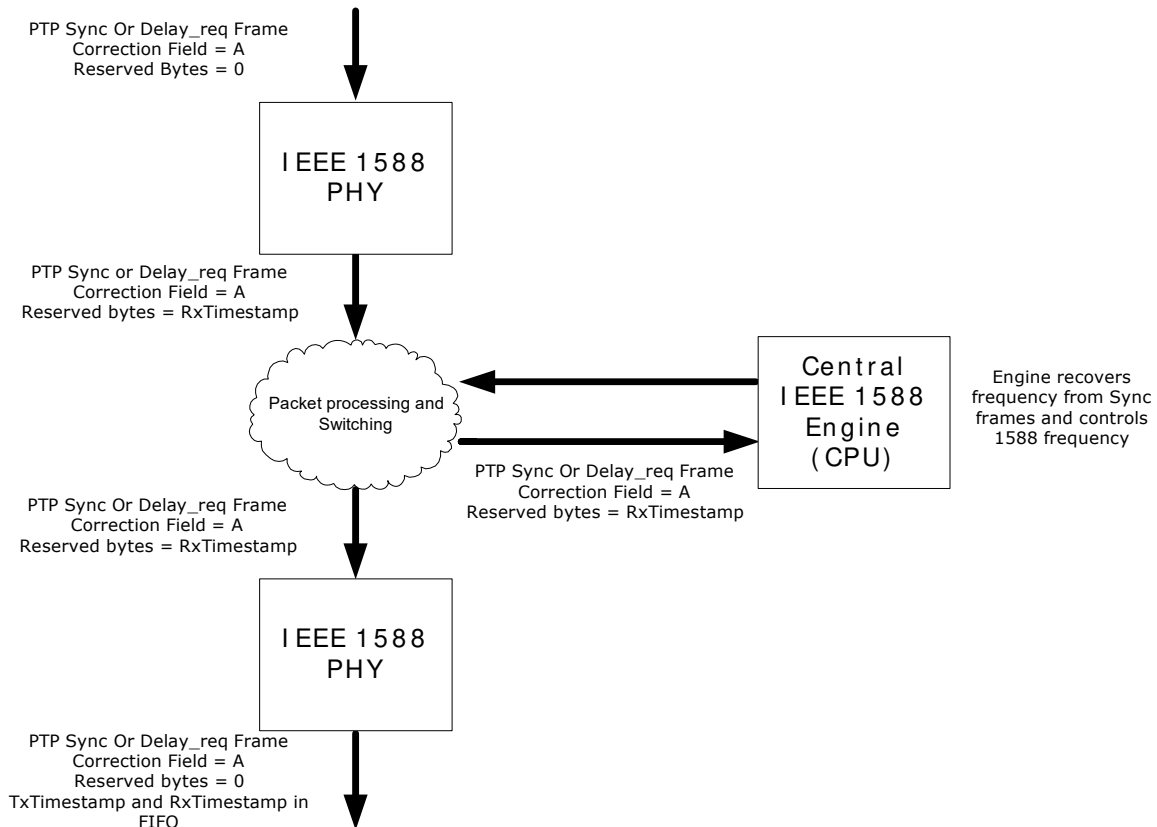 PTP Sync Or Delay_req Frame
Correction Field = A
Reserved Bytes = 0
IEEE 1588
PHY
PTP Sync or Delay_req Frame
Correction Field = A
Reserved bytes = RxTimestamp
Packet processing and
Switching
Central
IEEE 1588
Engine
(CPU)
Engine recovers
frequency from Sync
frames and controls
1588 frequency
PTP Sync Or Delay_req Frame
Correction Field = A
Reserved bytes = RxTimestamp
PTP Sync Or Delay_req Frame
Correction Field = A
Reserved bytes = RxTimestamp
IEEE 1588
PHY
PTP Sync Or Delay_req Frame
Correction Field = A
Reserved bytes = 0
TxTimestamp and RxTimestamp in
FIFO